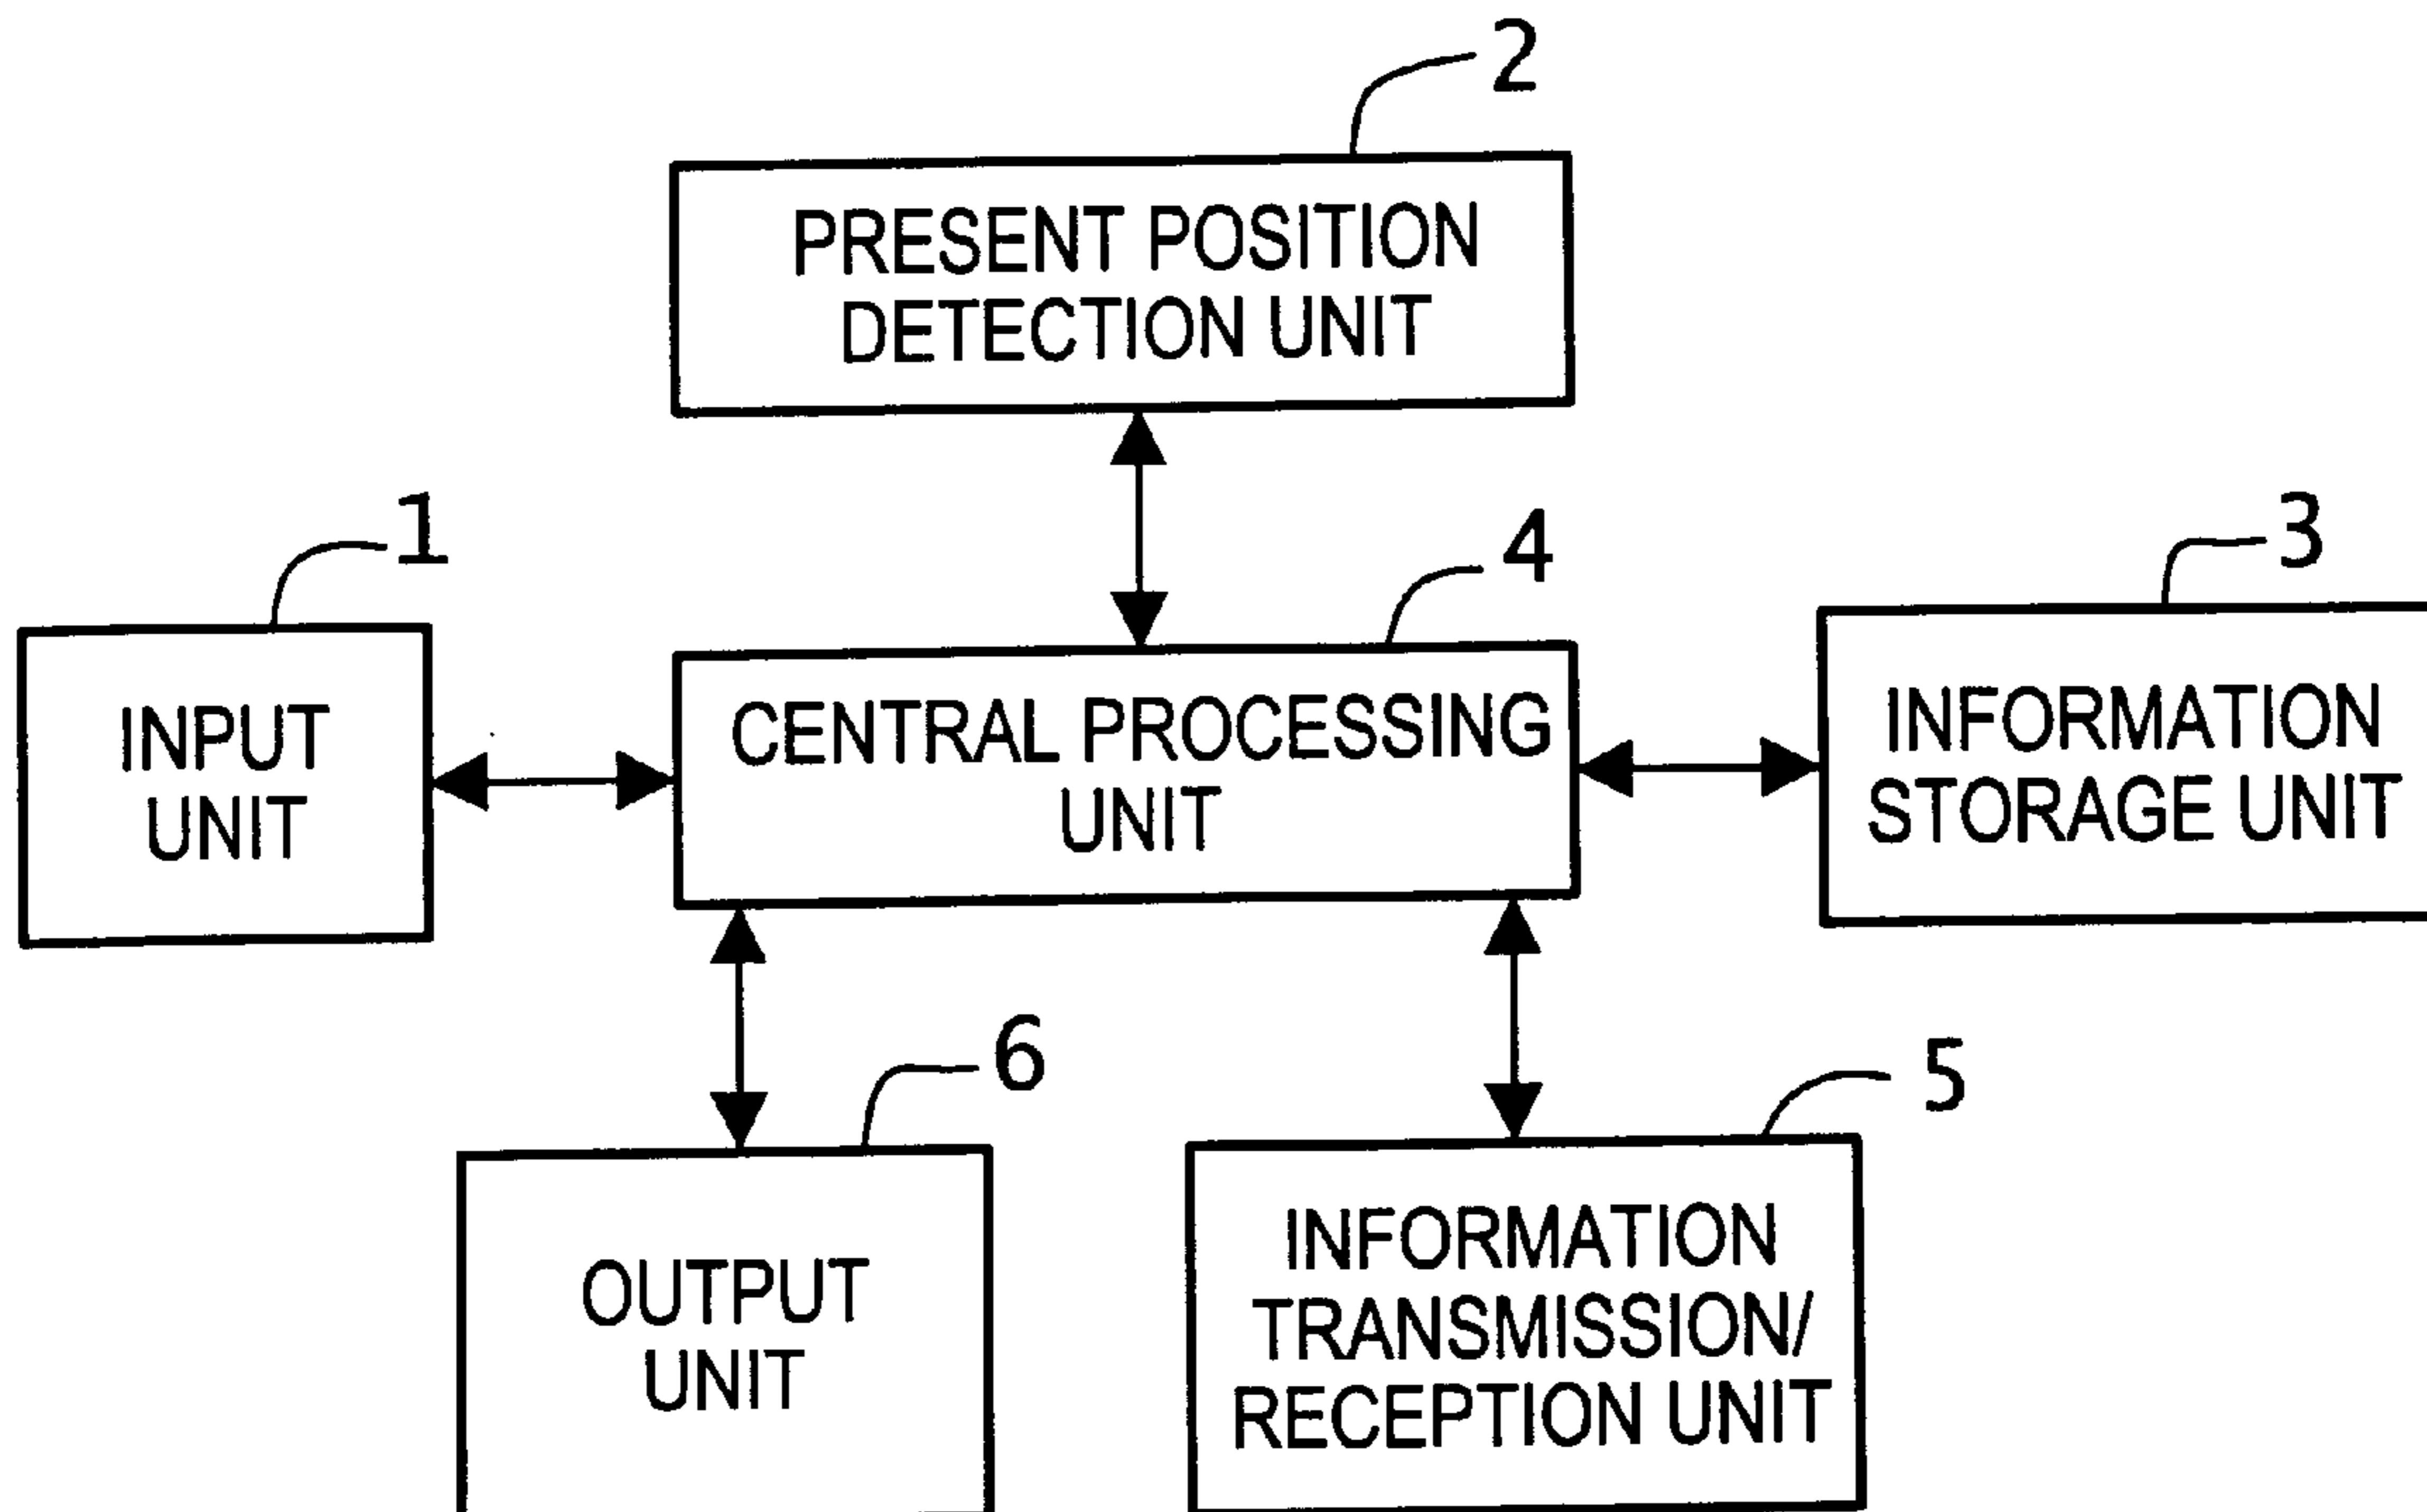 2
PRESENT POSITION
DETECTION UNIT
1
4
3
INPUT
UNIT
CENTRAL PROCESSING
UNIT
INFORMATION
STORAGE UNIT
6
5
OUTPUT
UNIT
INFORMATION
TRANSMISSION/
RECEPTION UNIT